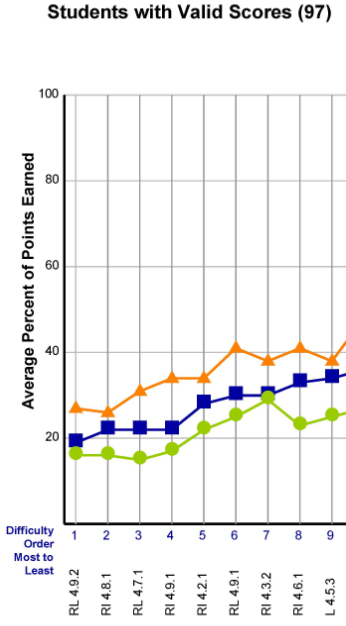 Students with Valid Scores (97)
Average Percent of Points Earned
100
80
60
40
20
Difficulty
Order
Most to
Least
1 2 3 4 5 6 7 8 9
RL 4.9.2
RI 4.8.1
RL 4.7.1
RI 4.9.1
RI 4.2.1
RL 4.9.1
RI 4.3.2
RI 4.6.1
L 4.5.3